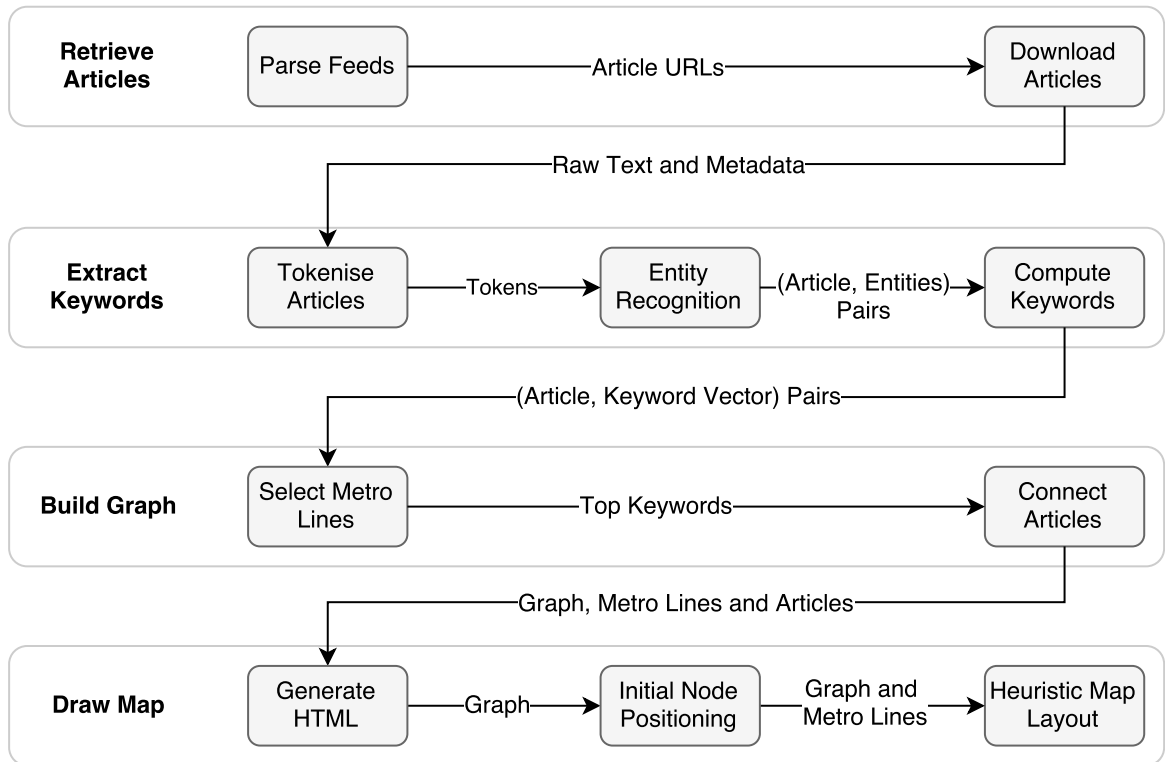 Retrieve
Articles
Parse Feeds
Article URLs
Download
Articles
Raw Text and Metadata
Extract
Keywords
Tokenise
Articles
Tokens
Entity
Recognition
(Article, Entities)
Pairs
Compute
Keywords
(Article, Keyword Vector) Pairs
Build Graph
Select Metro
Lines
Top Keywords
Connect
Articles
Graph, Metro Lines and Articles
Draw Map
Generate
HTML
Graph
Initial Node
Positioning
Graph and
Metro Lines
Heuristic Map
Layout